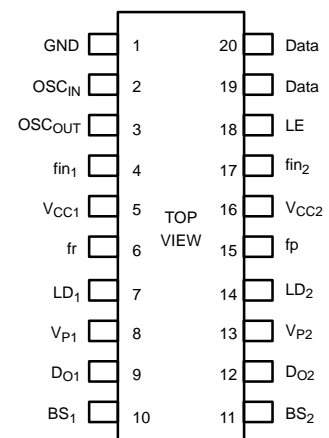 GND 1 20 Data
OSCIN 2 19 Data
OSCOUT 3 18 LE
fin1 4 17 fin2
VCC1 5 16 VCC2
TOP
VIEW
fr 6 15 fp
LD1 7 14 LD2
VP1 8 13 VP2
DO1 9 12 DO2
BS1 10 11 BS2